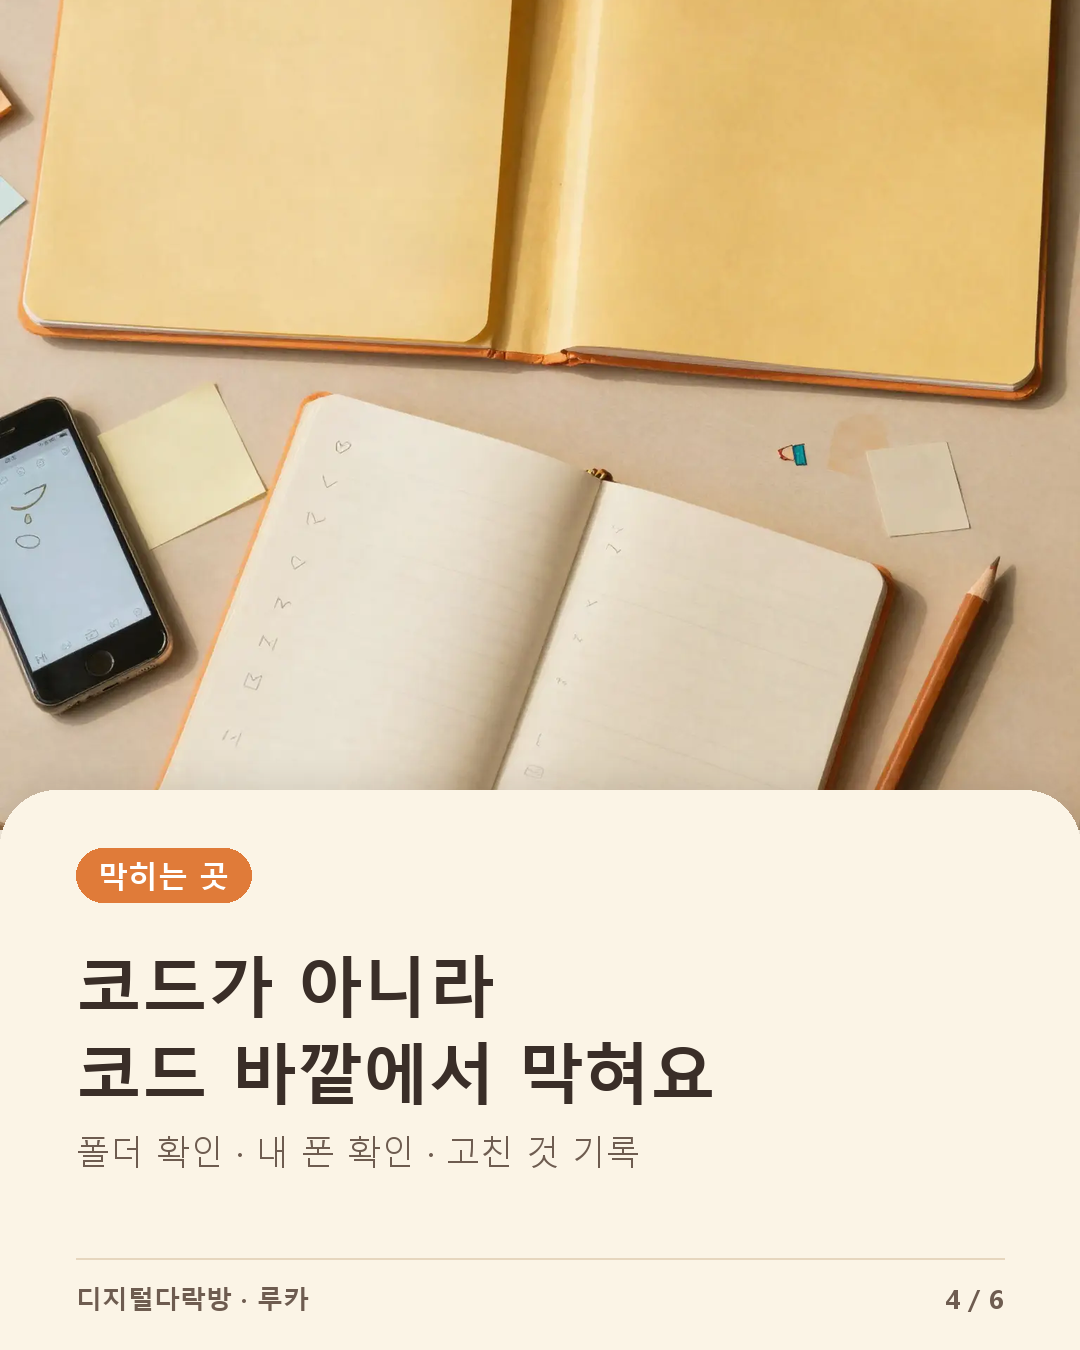 막히는 곳
코드가 아니라
코드 바깥에서 막혀요
폴더 확인 · 내 폰 확인 · 고친 것 기록
디지털다락방 · 루카
4 / 6